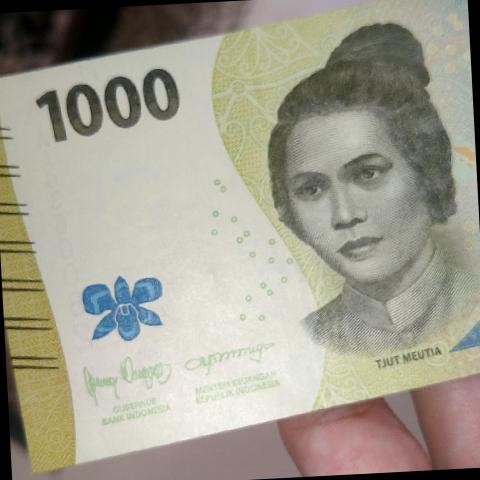 1000
TJUT MEUTIA
GUBERNUR
BANK INDONESIA
MENTERI KEUANGAN
REPUBLIK INDONESIA